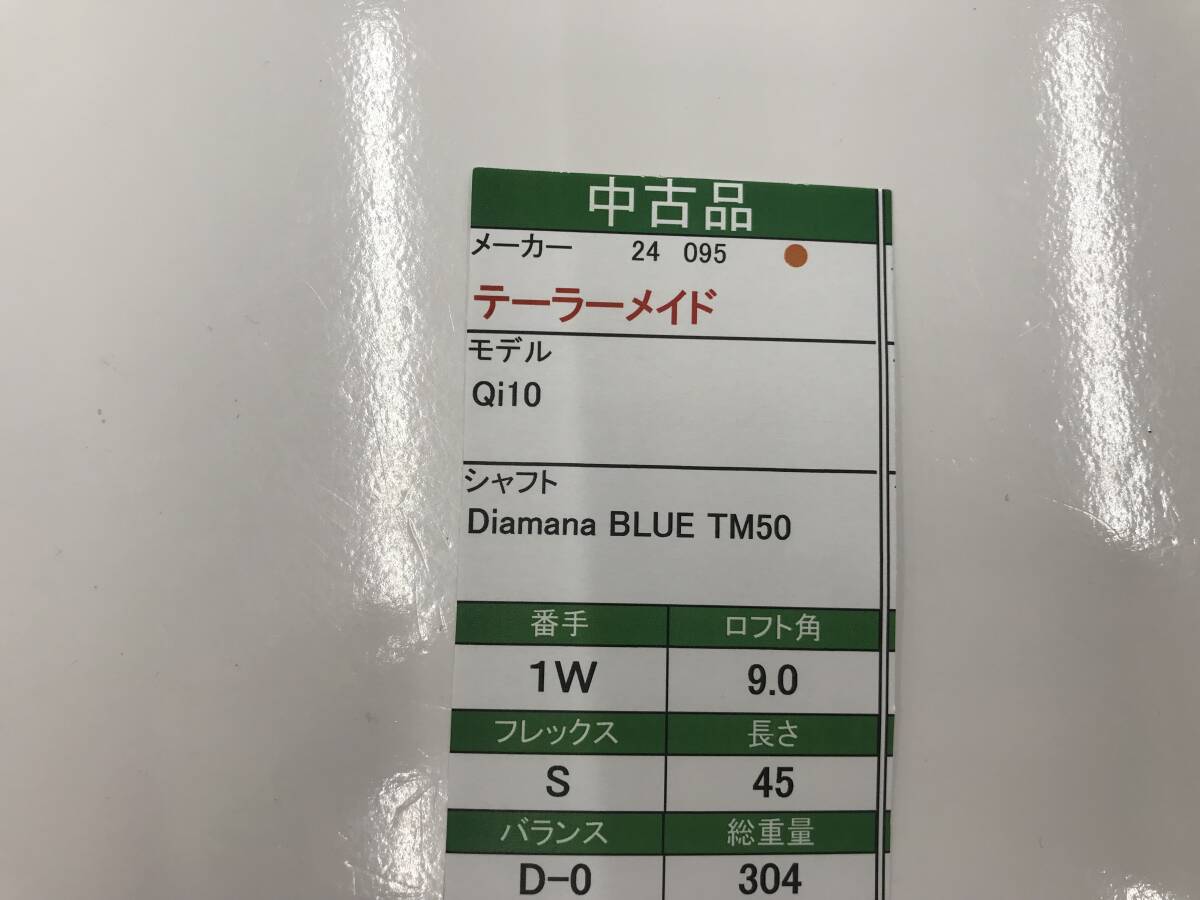 中古品
メーカー 24 095
テーラーメイド
モデル
Qi10
シャフト
Diamana BLUE TM50
番手 ロフト角
1W 9.0
フレックス 長さ
S 45
バランス 総重量
D-0 304